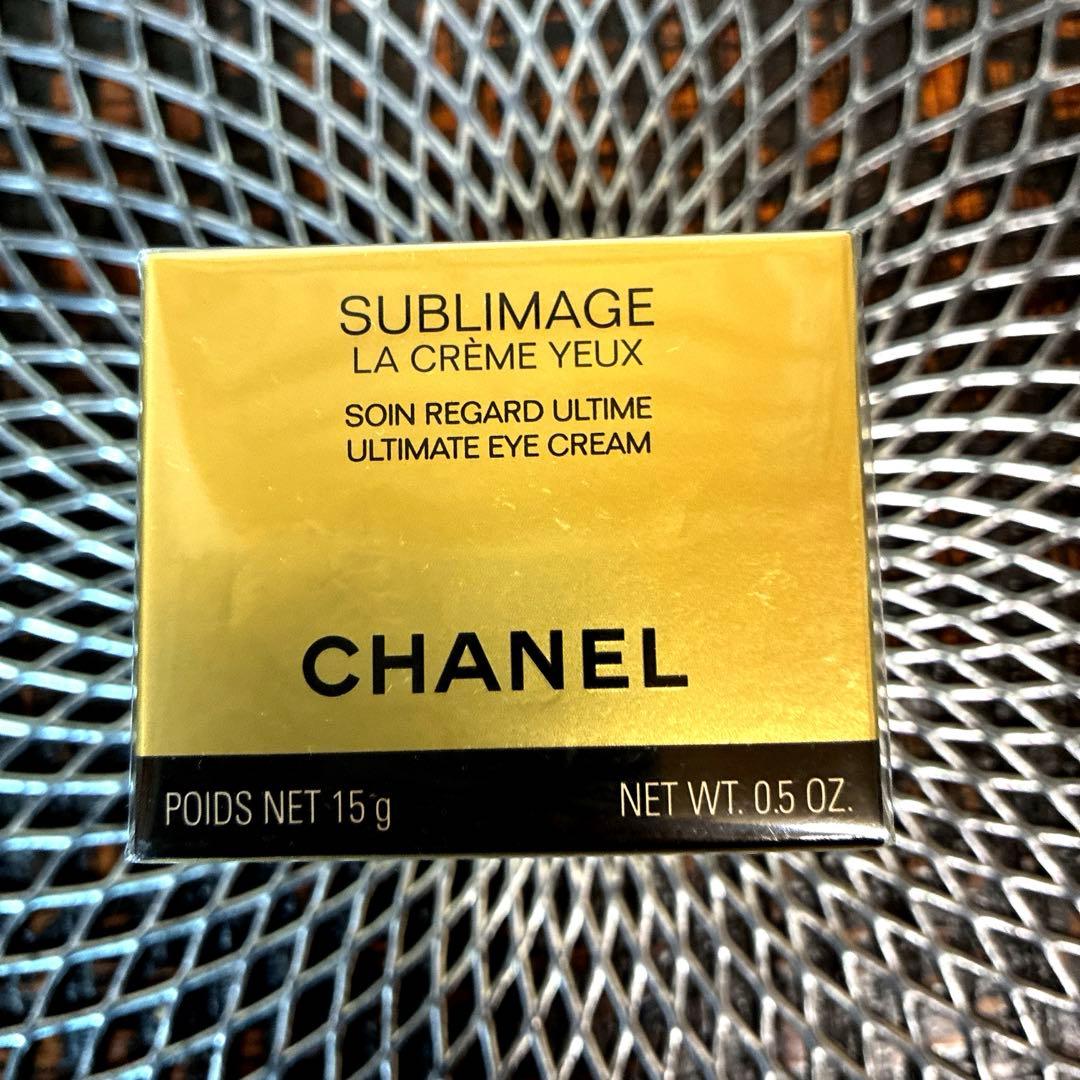 SUBLIMAGE
LA CRÈME YEUX
SOIN REGARD ULTIME
ULTIMATE EYE CREAM
CHANEL
POIDS NET 15 g
NET WT. 0.5 OZ.